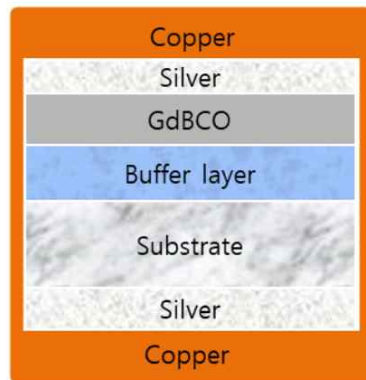 Copper
Silver
GdBCO
Buffer layer
Substrate
Silver
Copper